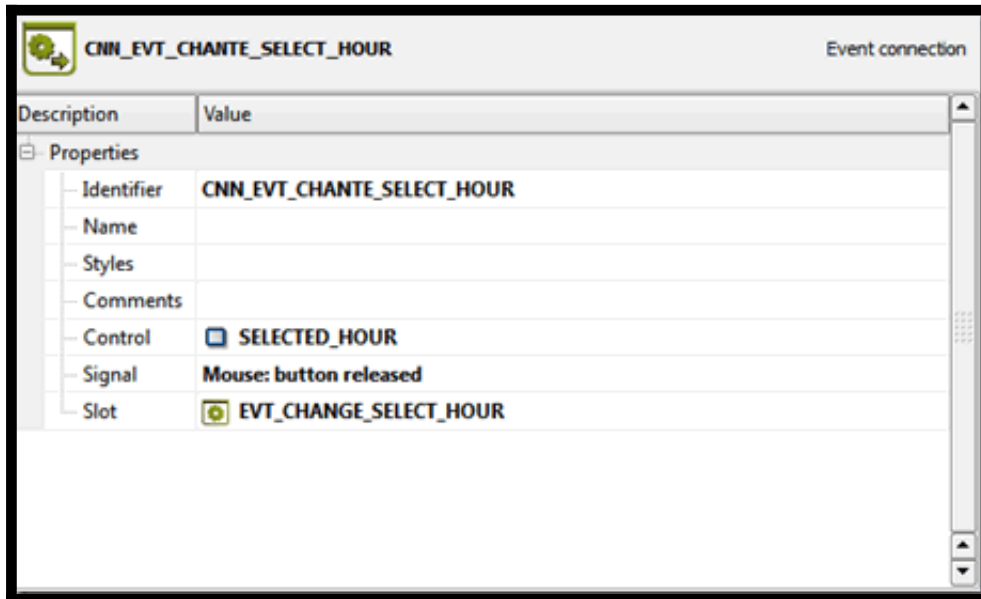 CNN_EVT_CHANTE_SELECT_HOUR Event connection
Description Value
Properties
Identifier CNN_EVT_CHANTE_SELECT_HOUR
Name
Styles
Comments
Control SELECTED_HOUR
Signal Mouse: button released
Slot EVT_CHANGE_SELECT_HOUR